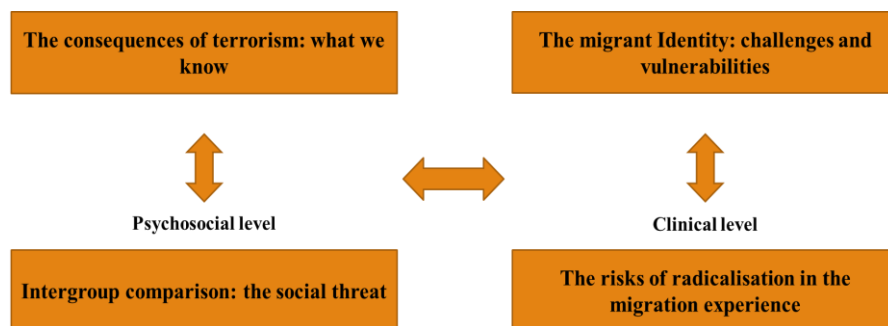 The consequences of terrorism: what we
know
The migrant Identity: challenges and
vulnerabilities
Psychosocial level
Clinical level
Intergroup comparison: the social threat
The risks of radicalisation in the
migration experience